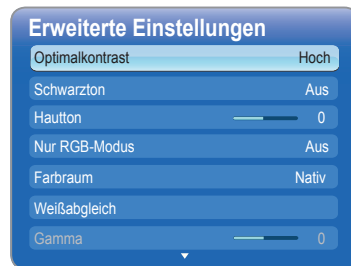 Erweiterte Einstellungen
Optimalkontrast Hoch
Schwarzton Aus
Hautton 0
Nur RGB-Modus Aus
Farbraum Nativ
Weißabgleich
Gamma 0